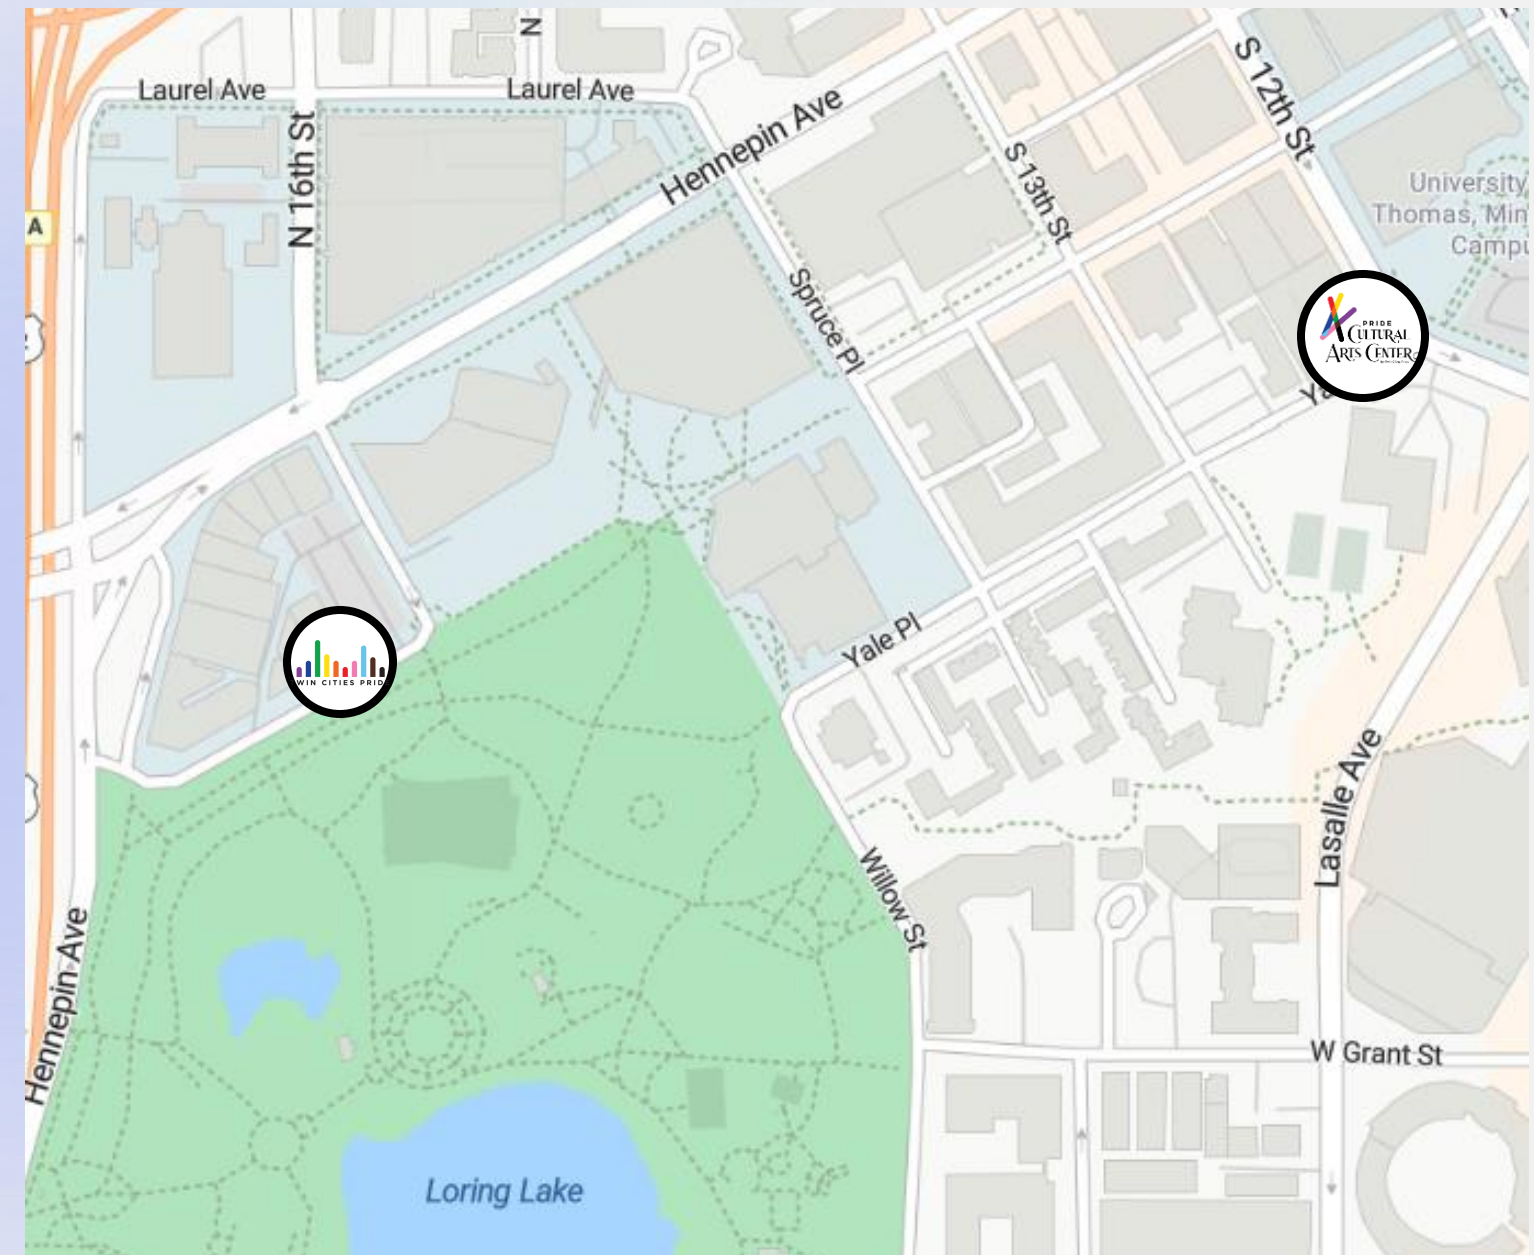 N
Laurel Ave
Laurel Ave
N 16th St
Hennepin Ave
S 12th St
S 13th St
University
Thomas, Min
Campu
A
Spruce Pl
PRIDE
CULTURAL
ARTS CENTER
Ya
WIN CITIES PRID
Yale Pl
Lasalle Ave
Willow St
Hennepin Ave
W Grant St
Loring Lake